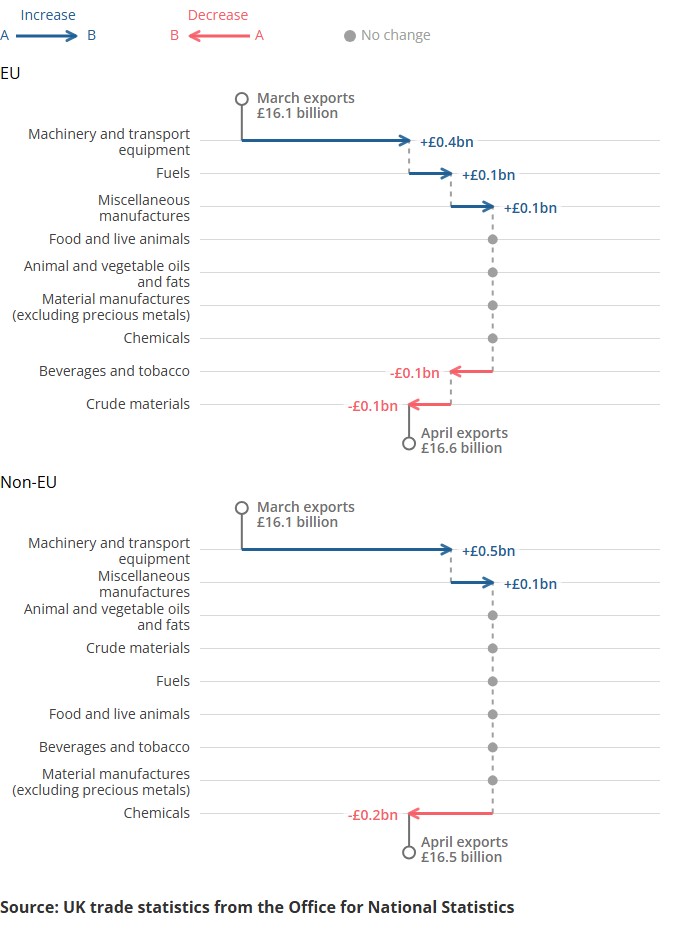 Increase
Decrease
A
B
B
A
No change
EU
March exports
£16.1 billion
Machinery and transport
equipment
+£0.4bn
Fuels
+£0.1bn
Miscellaneous
manufactures
+£0.1bn
Food and live animals
Animal and vegetable oils
and fats
Material manufactures
(excluding precious metals)
Chemicals
Beverages and tobacco
-£0.1bn
Crude materials
-£0.1bn
April exports
£16.6 billion
Non-EU
March exports
£16.1 billion
Machinery and transport
equipment
+£0.5bn
Miscellaneous
manufactures
+£0.1bn
Animal and vegetable oils
and fats
Crude materials
Fuels
Food and live animals
Beverages and tobacco
Material manufactures
(excluding precious metals)
Chemicals
-£0.2bn
April exports
£16.5 billion
Source: UK trade statistics from the Office for National Statistics